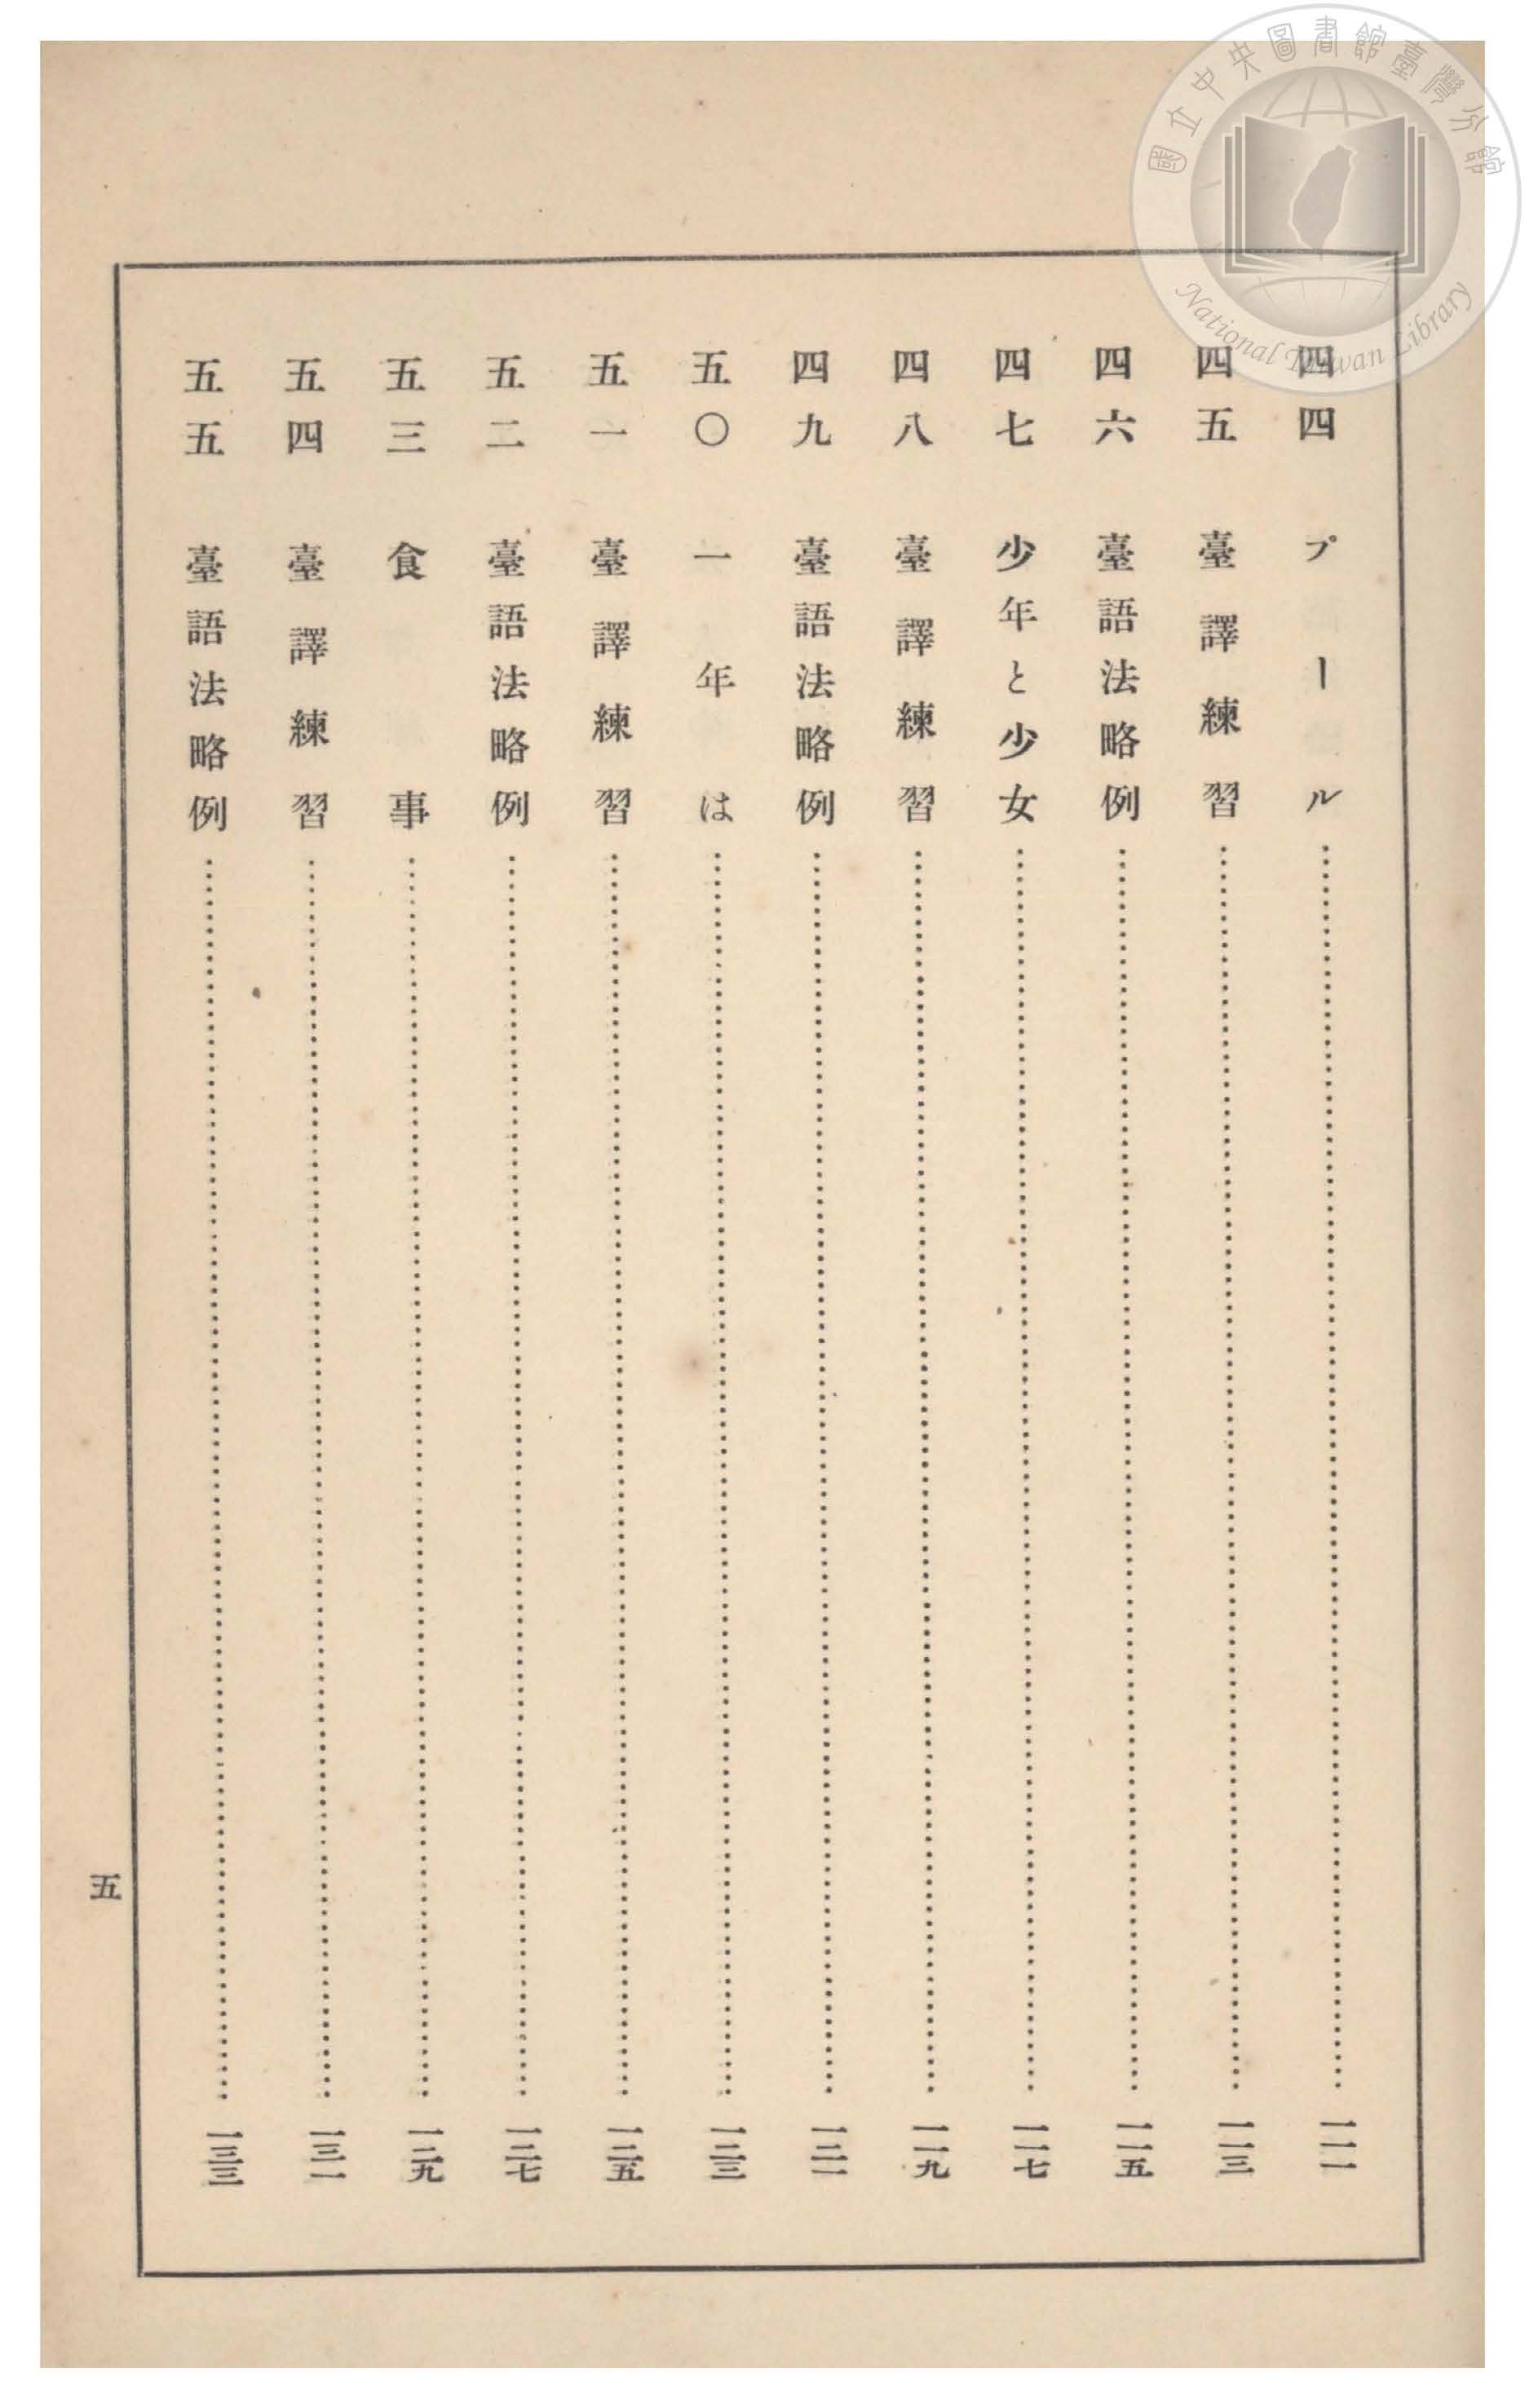 國立中央圖書館臺灣分館
National Taiwan Library
四四 プール……一一一
四五 臺譯練習……一一三
四六 臺語法略例……一一五
四七 少年と少女……一一七
四八 臺譯練習……一一九
四九 臺語法略例……一二一
五〇 一年は……一二三
五一 臺譯練習……一二五
五二 臺語法略例……一二七
五三 食事……一二九
五四 臺譯練習……一三一
五五 臺語法略例……一三三
五